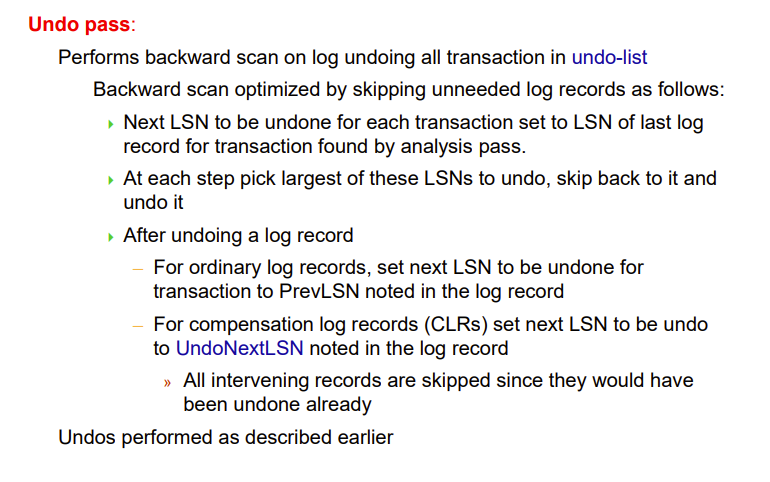 Undo pass:
Performs backward scan on log undoing all transaction in undo-list
Backward scan optimized by skipping unneeded log records as follows:
Next LSN to be undone for each transaction set to LSN of last log
record for transaction found by analysis pass.
At each step pick largest of these LSNs to undo, skip back to it and
undo it
After undoing a log record
– For ordinary log records, set next LSN to be undone for
transaction to PrevLSN noted in the log record
– For compensation log records (CLRs) set next LSN to be undo
to UndoNextLSN noted in the log record
» All intervening records are skipped since they would have
been undone already
Undos performed as described earlier